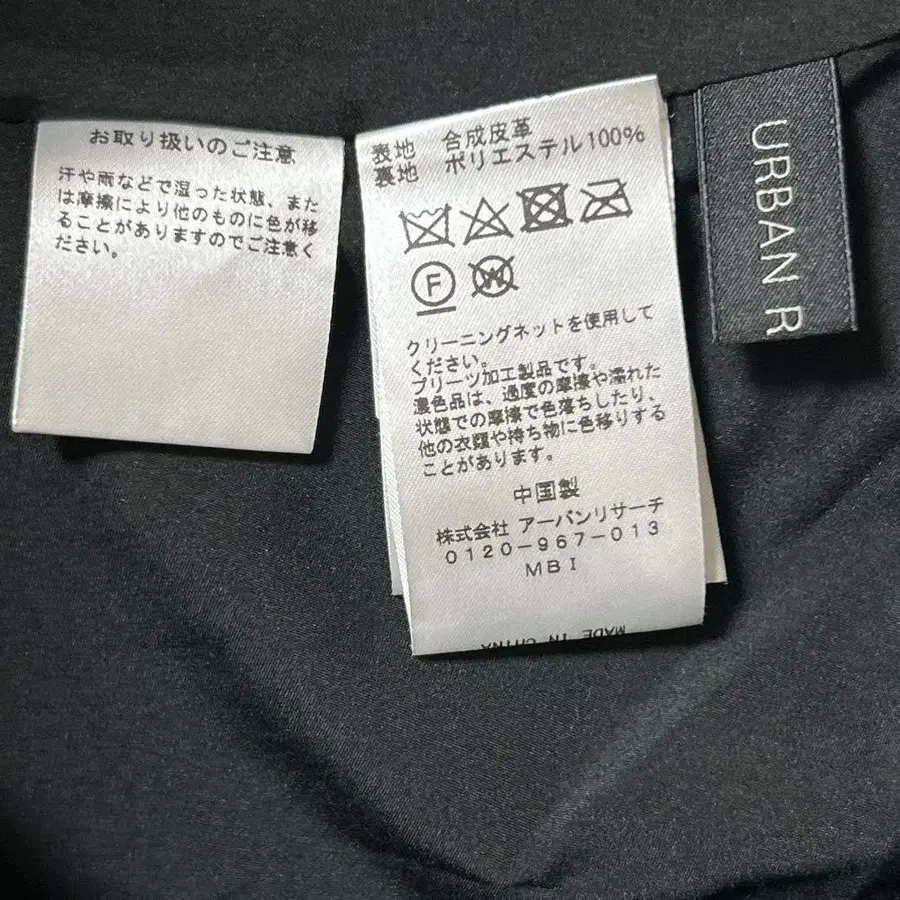 お取り扱いのご注意
汗や雨などで湿った状態、また
は摩擦により他のものに色が移
ることがありますのでご注意く
ださい。
表地 合成皮革
裏地 ポリエステル100%
F
W
クリーニングネットを使用して
ください。
プリーツ加工製品です。
濃色品は、過度の摩擦や濡れた
状態での摩擦で色落ちしたり、
他の衣類や持ち物に色移りする
ことがあります。
中国製
株式会社 アーバンリサーチ
0120-967-013
MBI
MADE IN CHINA
URBAN R